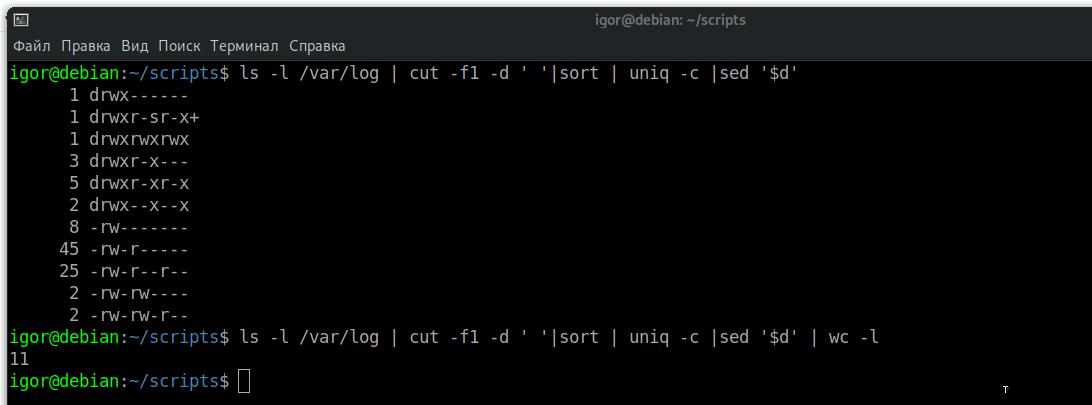 igor@debian: ~/scripts
Файл Правка Вид Поиск Терминал Справка
igor@debian:~/scripts$ ls -l /var/log | cut -f1 -d ' '|sort | uniq -c |sed '$d'
1 drwx------
1 drwxr-sr-x+
1 drwxrwxrwx
3 drwxr-x---
5 drwxr-xr-x
2 drwx--x--x
8 -rw-------
45 -rw-r-----
25 -rw-r--r--
2 -rw-rw----
2 -rw-rw-r--
igor@debian:~/scripts$ ls -l /var/log | cut -f1 -d ' '|sort | uniq -c |sed '$d' | wc -l
11
igor@debian:~/scripts$